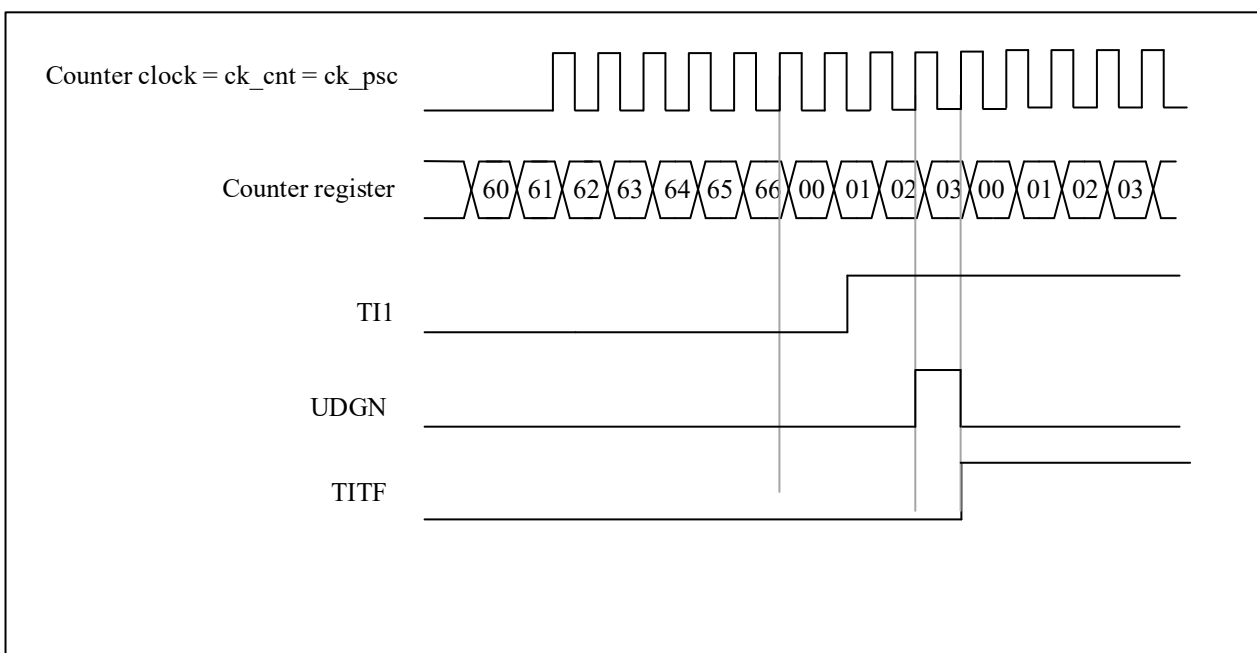 Counter clock = ck_cnt = ck_psc
Counter register 60 61 62 63 64 65 66 00 01 02 03 00 01 02 03
TI1
UDGN
TITF